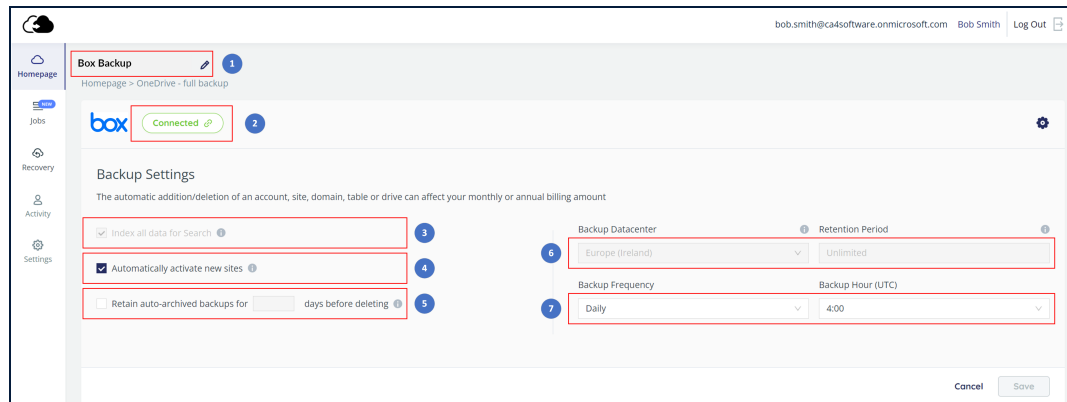 bob.smith@ca4software.onmicrosoft.com Bob Smith Log Out
Homepage
Jobs
NEW
Recovery
Activity
Settings
Box Backup 1
Homepage > OneDrive - full backup
box Connected 2
Backup Settings
The automatic addition/deletion of an account, site, domain, table or drive can affect your monthly or annual billing amount
Index all data for Search 3
Automatically activate new sites 4
Retain auto-archived backups for days before deleting 5
Backup Datacenter Retention Period
6 Europe (Ireland) Unlimited
Backup Frequency Backup Hour (UTC)
7 Daily 4:00
Cancel Save